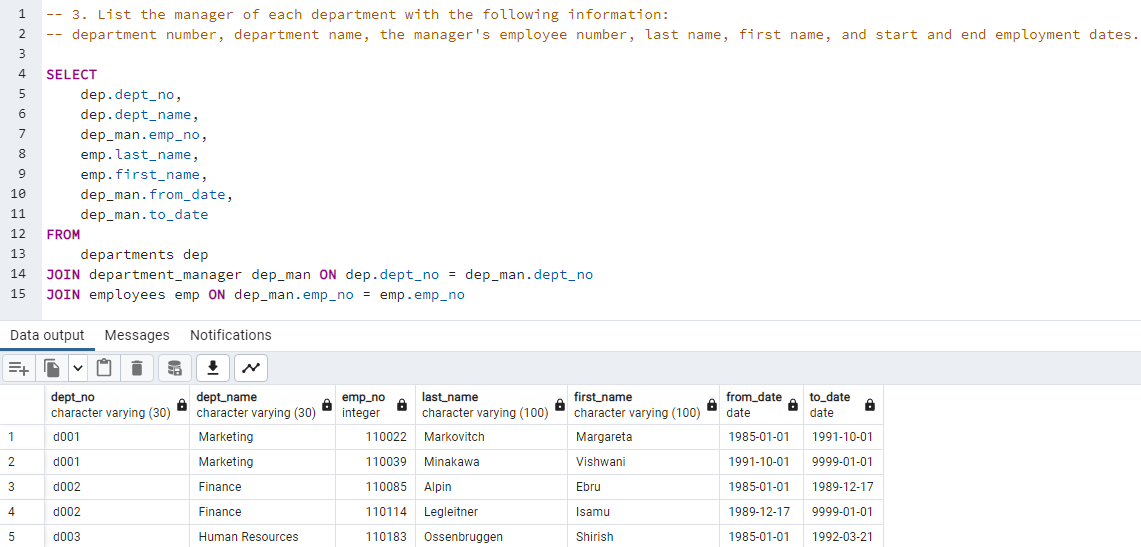 1 -- 3. List the manager of each department with the following information:
2 -- department number, department name, the manager's employee number, last name, first name, and start and end employment dates.
3
4 SELECT
5 dep.dept_no,
6 dep.dept_name,
7 dep_man.emp_no,
8 emp.last_name,
9 emp.first_name,
10 dep_man.from_date,
11 dep_man.to_date
12 FROM
13 departments dep
14 JOIN department_manager dep_man ON dep.dept_no = dep_man.dept_no
15 JOIN employees emp ON dep_man.emp_no = emp.emp_no
Data output Messages Notifications
dept_no dept_name emp_no last_name first_name from_date to_date
character varying (30) character varying (30) integer character varying (100) character varying (100) date date
1 d001 Marketing 110022 Markovitch Margareta 1985-01-01 1991-10-01
2 d001 Marketing 110039 Minakawa Vishwani 1991-10-01 9999-01-01
3 d002 Finance 110085 Alpin Ebru 1985-01-01 1989-12-17
4 d002 Finance 110114 Legleitner Isamu 1989-12-17 9999-01-01
5 d003 Human Resources 110183 Ossenbruggen Shirish 1985-01-01 1992-03-21